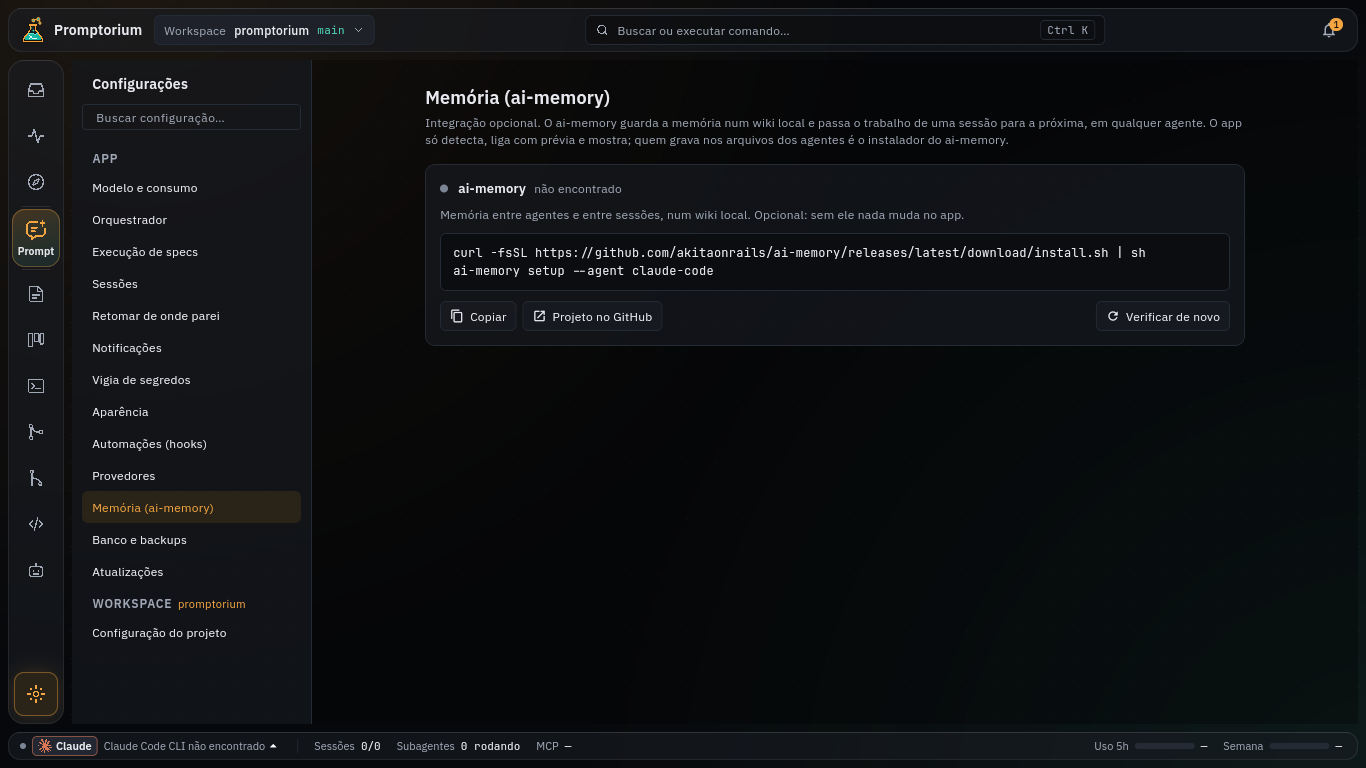 Promptorium
Workspace promptorium main
Buscar ou executar comando...
Ctrl K
1
Prompt
Configurações
Buscar configuração...
APP
Modelo e consumo
Orquestrador
Execução de specs
Sessões
Retomar de onde parei
Notificações
Vigia de segredos
Aparência
Automações (hooks)
Provedores
Memória (ai-memory)
Banco e backups
Atualizações
WORKSPACE promptorium
Configuração do projeto
Memória (ai-memory)
Integração opcional. O ai-memory guarda a memória num wiki local e passa o trabalho de uma sessão para a próxima, em qualquer agente. O app
só detecta, liga com prévia e mostra; quem grava nos arquivos dos agentes é o instalador do ai-memory.
ai-memory não encontrado
Memória entre agentes e entre sessões, num wiki local. Opcional: sem ele nada muda no app.
curl -fsSL https://github.com/akitaonrails/ai-memory/releases/latest/download/install.sh | sh
ai-memory setup --agent claude-code
Copiar
Projeto no GitHub
Verificar de novo
Claude Claude Code CLI não encontrado
Sessões 0/0
Subagentes 0 rodando
MCP —
Uso 5h —
Semana —